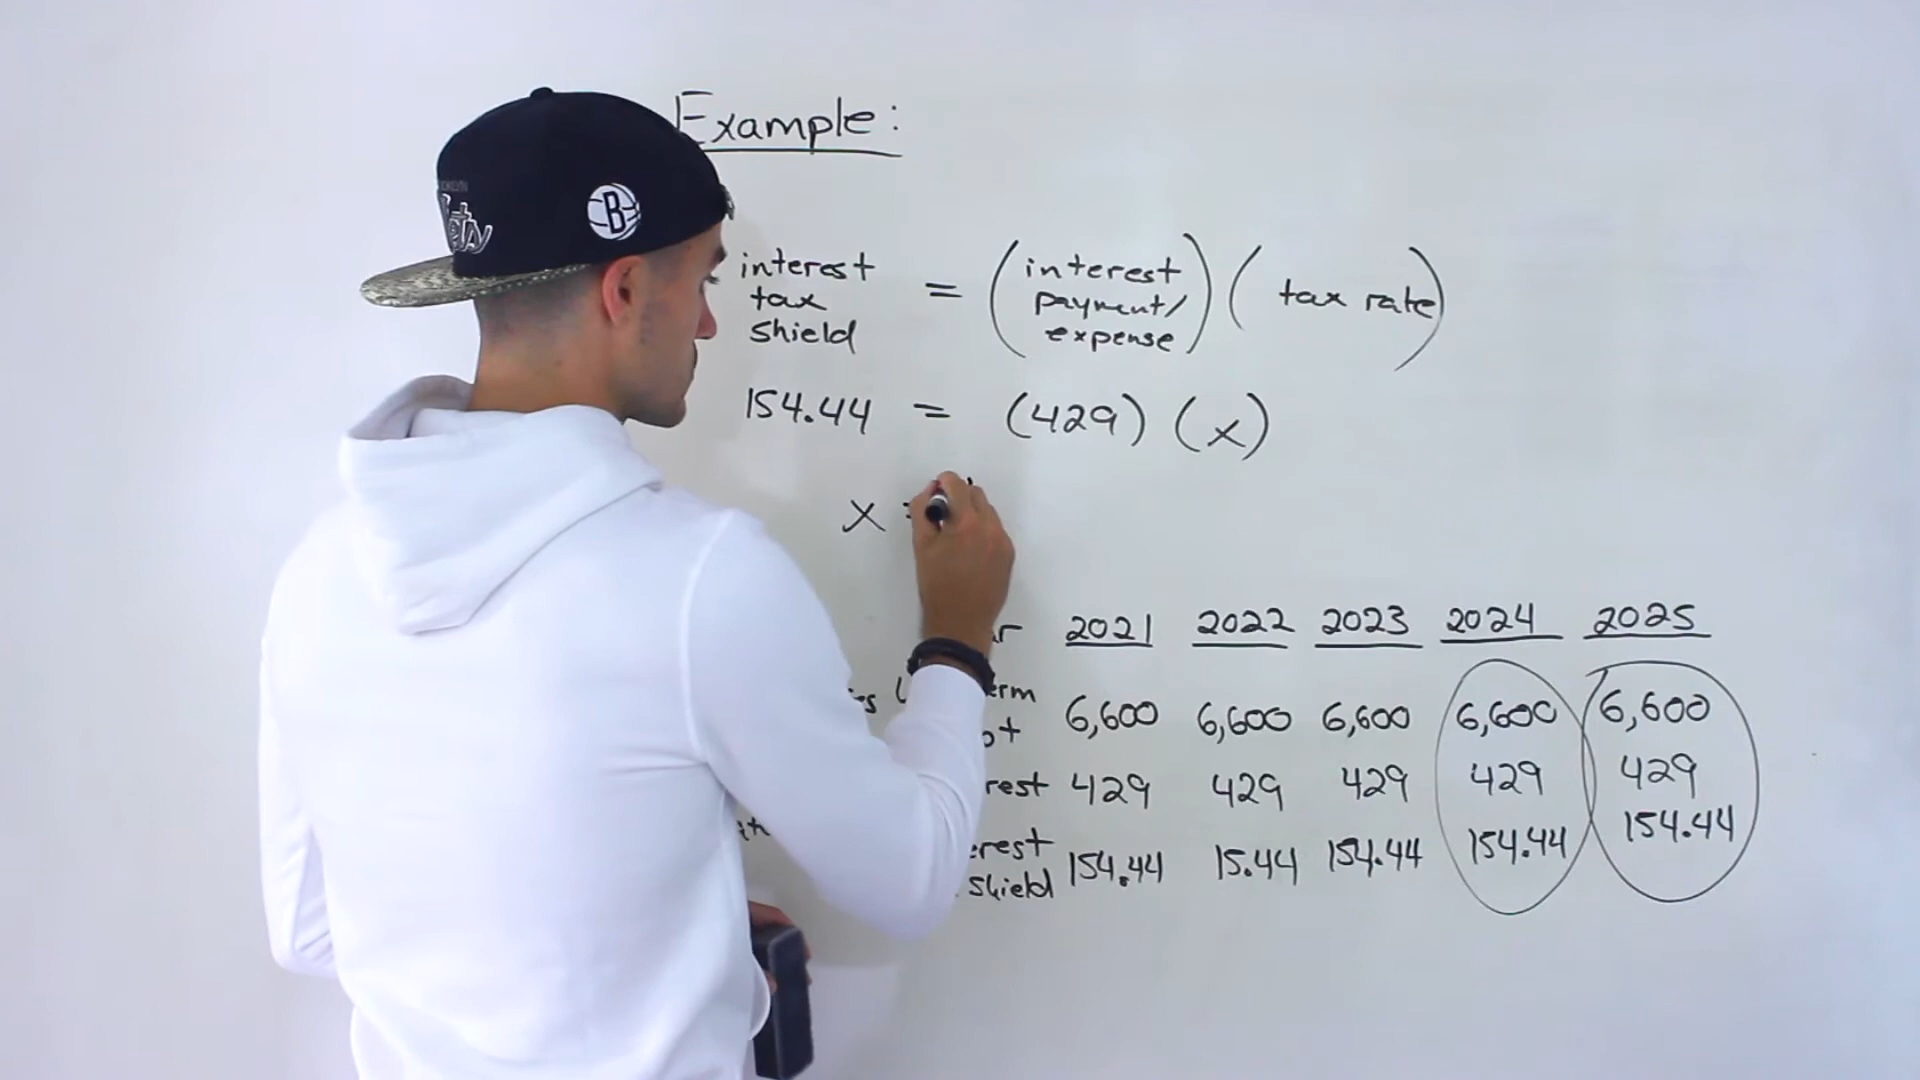 Example:
interest tax shield = (interest payment/expense) (tax rate)
154.44 = (429) (x)
x =
2021 2022 2023 2024 2025
6,600 6,600 6,600 6,600 6,600
429 429 429 429 429
154.44 15.44 154.44 154.44 154.44
shield
B